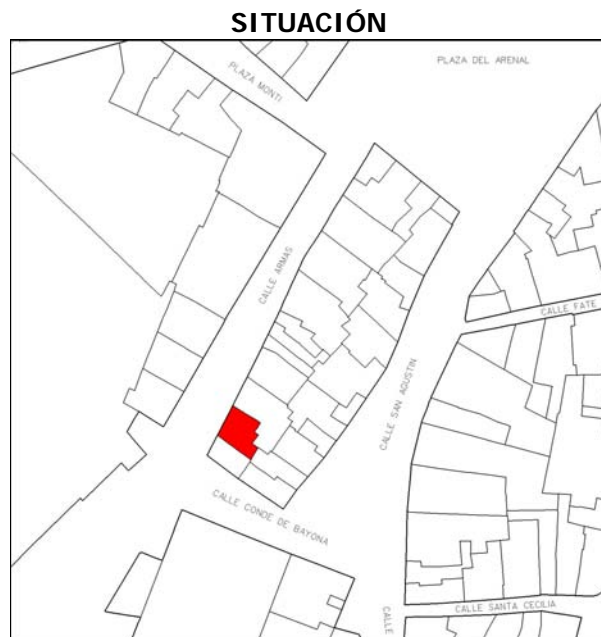 SITUACIÓN
PLAZA DEL ARENAL
PLAZA MONTI
CALLE ARMAS
CALLE FATE
CALLE SAN AGUSTIN
CALLE CONDE DE BAYONA
CALLE SANTA CECILIA
CALLE